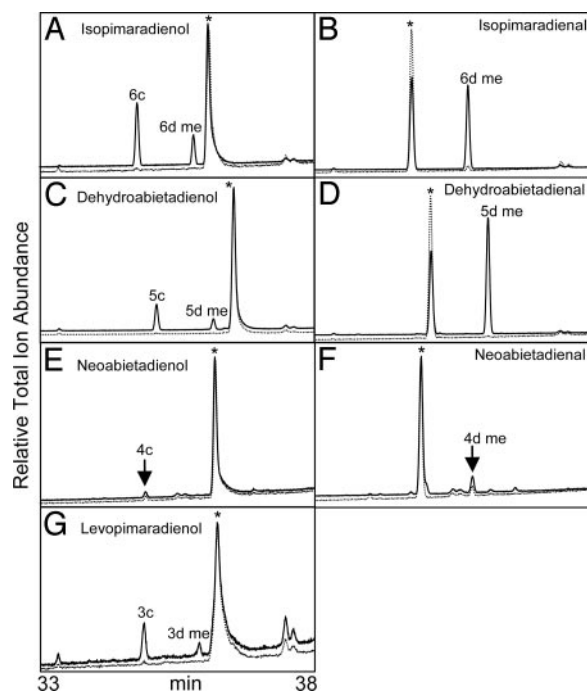 A
Isopimaradienol
*
6c
6d me
B
Isopimaradienal
*
6d me
C
Dehydroabietadienol
*
5c
5d me
D
Dehydroabietadienal
*
5d me
E
Neoabietadienol
*
4c
F
Neoabietadienal
*
4d me
G
Levopimaradienol
*
3c
3d me
Relative Total Ion Abundance
33 min 38